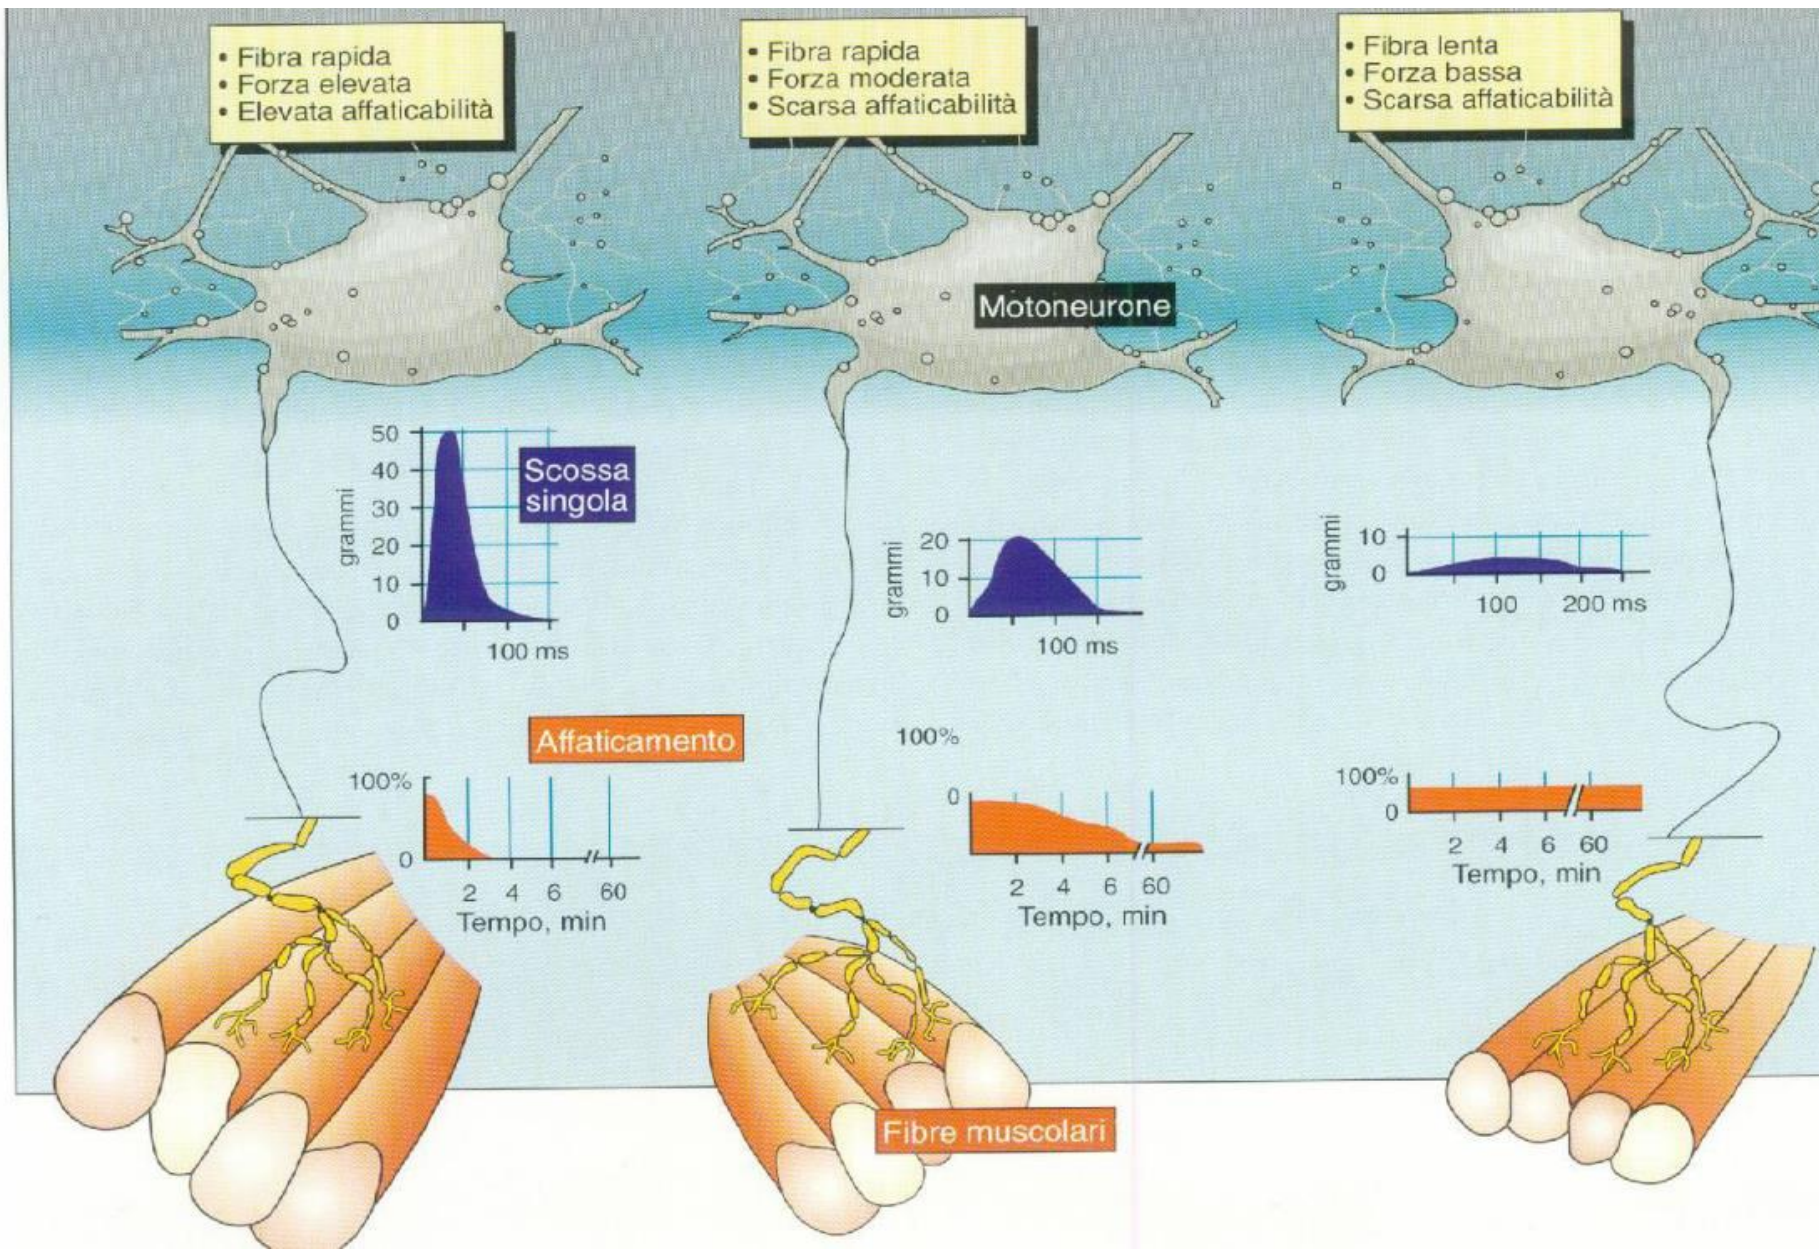 • Fibra rapida
• Forza elevata
• Elevata affaticabilità
• Fibra rapida
• Forza moderata
• Scarsa affaticabilità
• Fibra lenta
• Forza bassa
• Scarsa affaticabilità
Motoneurone
50
40
30
20
10
0
grammi
100 ms
Scossa
singola
20
10
0
grammi
100 ms
10
0
grammi
100 200 ms
Affaticamento
100%
0
2 4 6 60
Tempo, min
100%
0
2 4 6 60
Tempo, min
100%
0
2 4 6 60
Tempo, min
Fibre muscolari